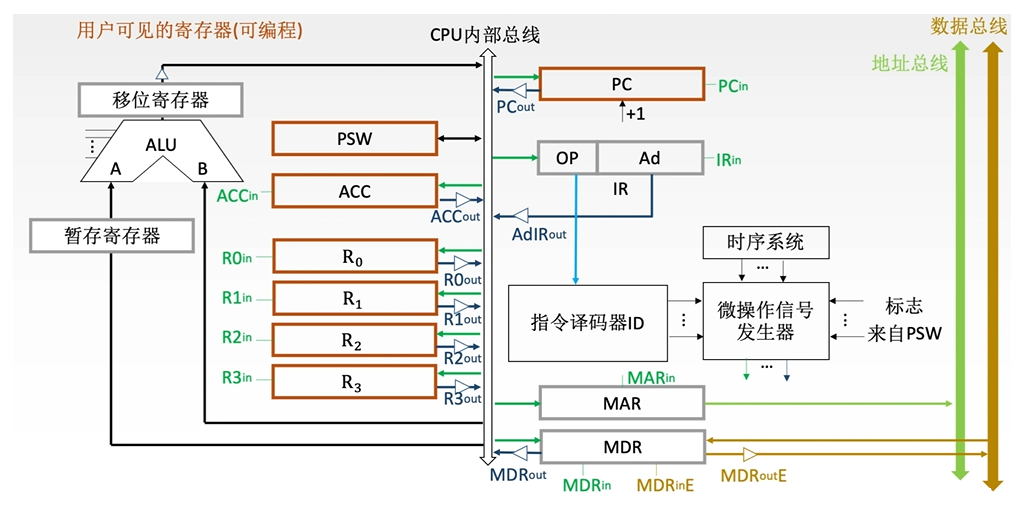 用户可见的寄存器(可编程)
CPU内部总线
数据总线
地址总线
移位寄存器
ALU
A
B
暂存寄存器
PSW
ACC
ACCin
ACCout
R0
R0in
R0out
R1
R1in
R1out
R2
R2in
R2out
R3
R3in
R3out
PC
PCin
PCout
+1
OP
Ad
IRin
IR
AdIRout
时序系统
...
指令译码器ID
⋮
微操作信号
发生器
⋮
标志
来自PSW
...
MARin
MAR
MDR
MDRout
MDRin
MDRinE
MDRoutE